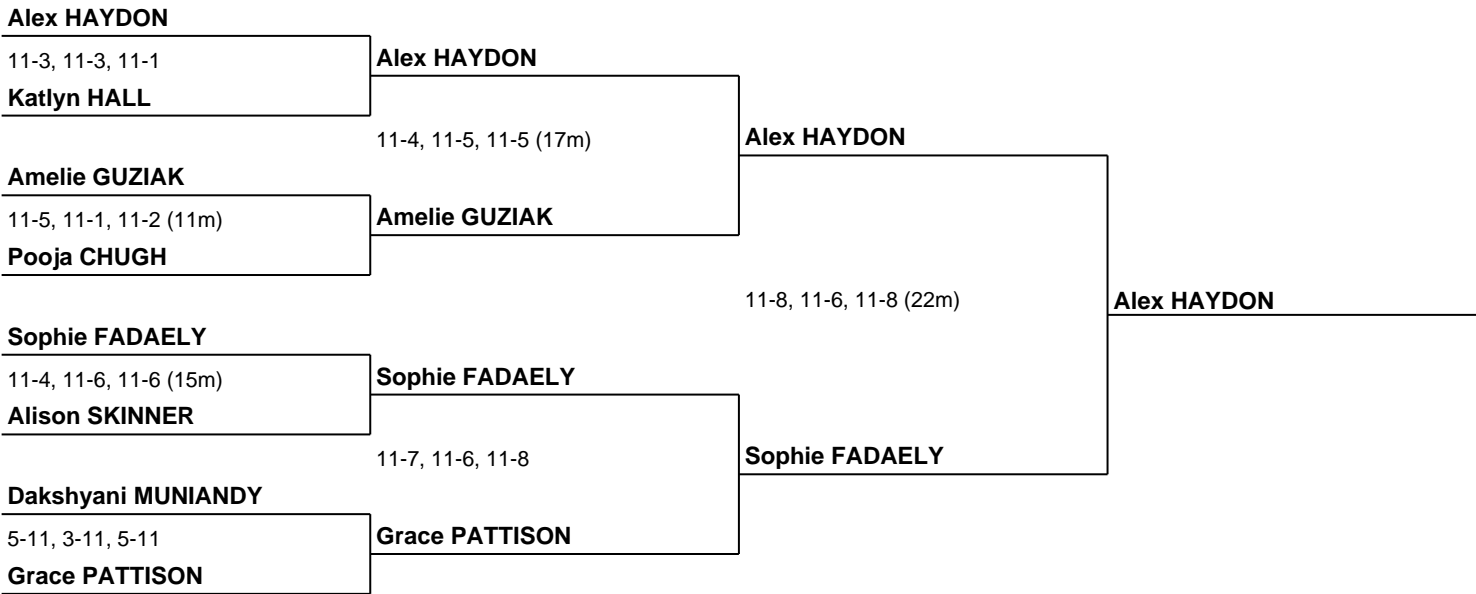 Alex HAYDON
11-3, 11-3, 11-1
Katlyn HALL
Amelie GUZIAK
11-5, 11-1, 11-2 (11m)
Pooja CHUGH
Sophie FADAELY
11-4, 11-6, 11-6 (15m)
Alison SKINNER
Dakshyani MUNIANDY
5-11, 3-11, 5-11
Grace PATTISON
Alex HAYDON
11-4, 11-5, 11-5 (17m)
Amelie GUZIAK
Sophie FADAELY
11-7, 11-6, 11-8
Grace PATTISON
Alex HAYDON
11-8, 11-6, 11-8 (22m)
Sophie FADAELY
Alex HAYDON